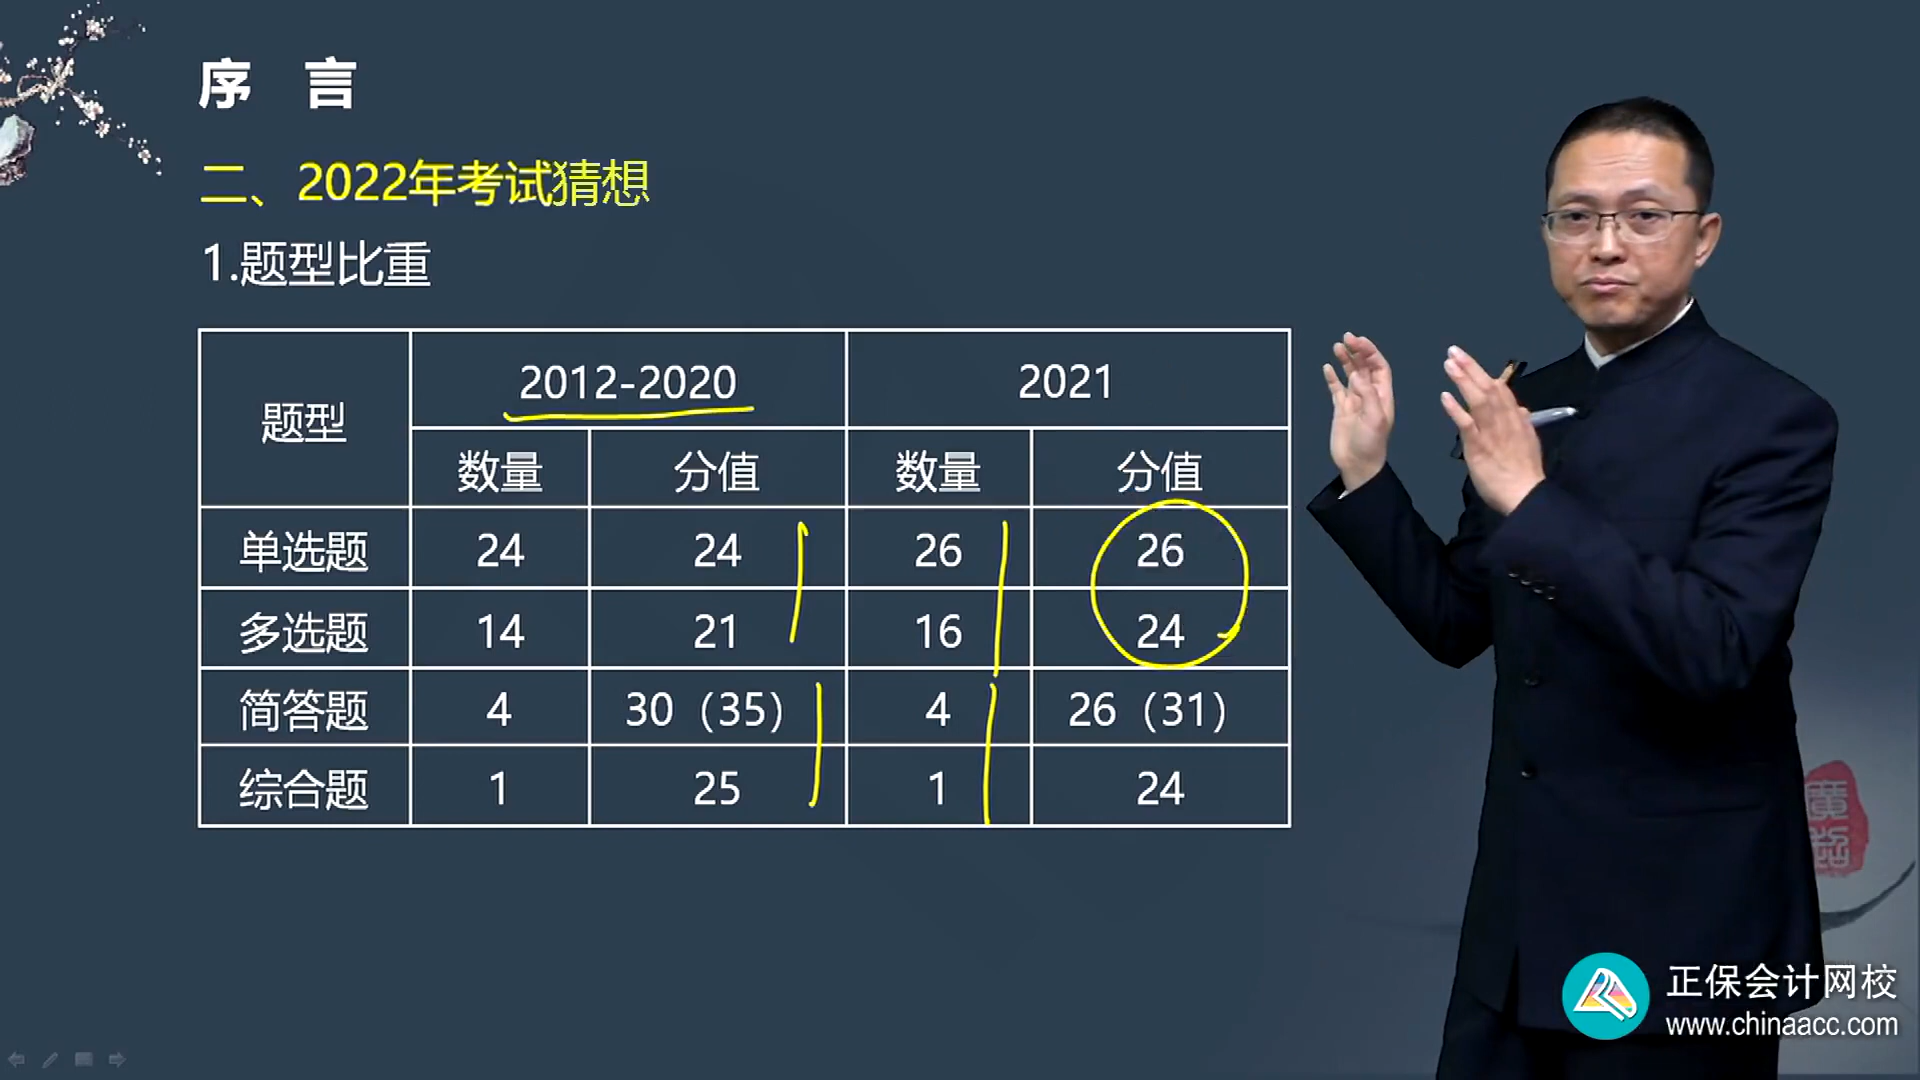 序 言
二、2022年考试猜想
1.题型比重
题型 2012-2020 2021
数量 分值 数量 分值
单选题 24 24 26 26
多选题 14 21 16 24
简答题 4 30（35） 4 26（31）
综合题 1 25 1 24
正保会计网校
www.chinaacc.com